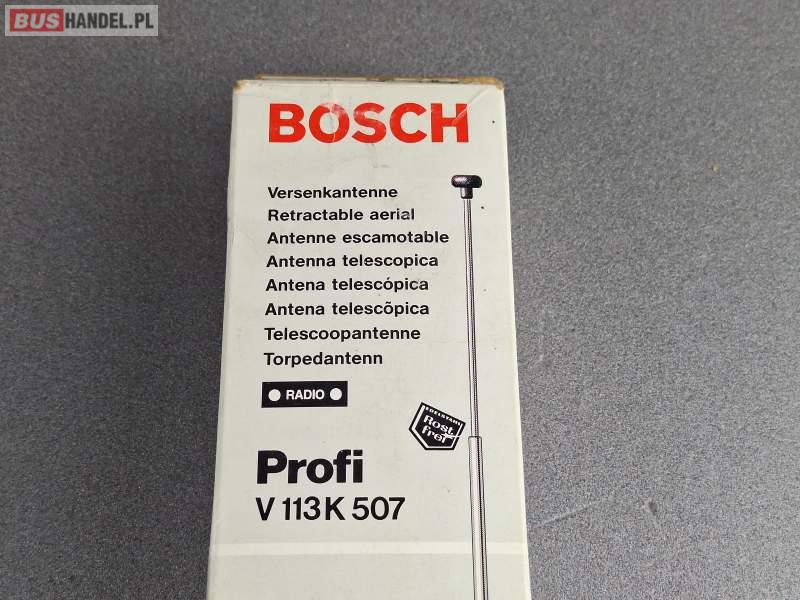 BUSHANDEL.PL
BOSCH
Versenkantenne
Retractable aerial
Antenne escamotable
Antenna telescopica
Antena telescópica
Antena telescõpica
Telescoopantenne
Torpedantenn
RADIO
EDELSTAHL
Rost
frei
Profi
V 113 K 507